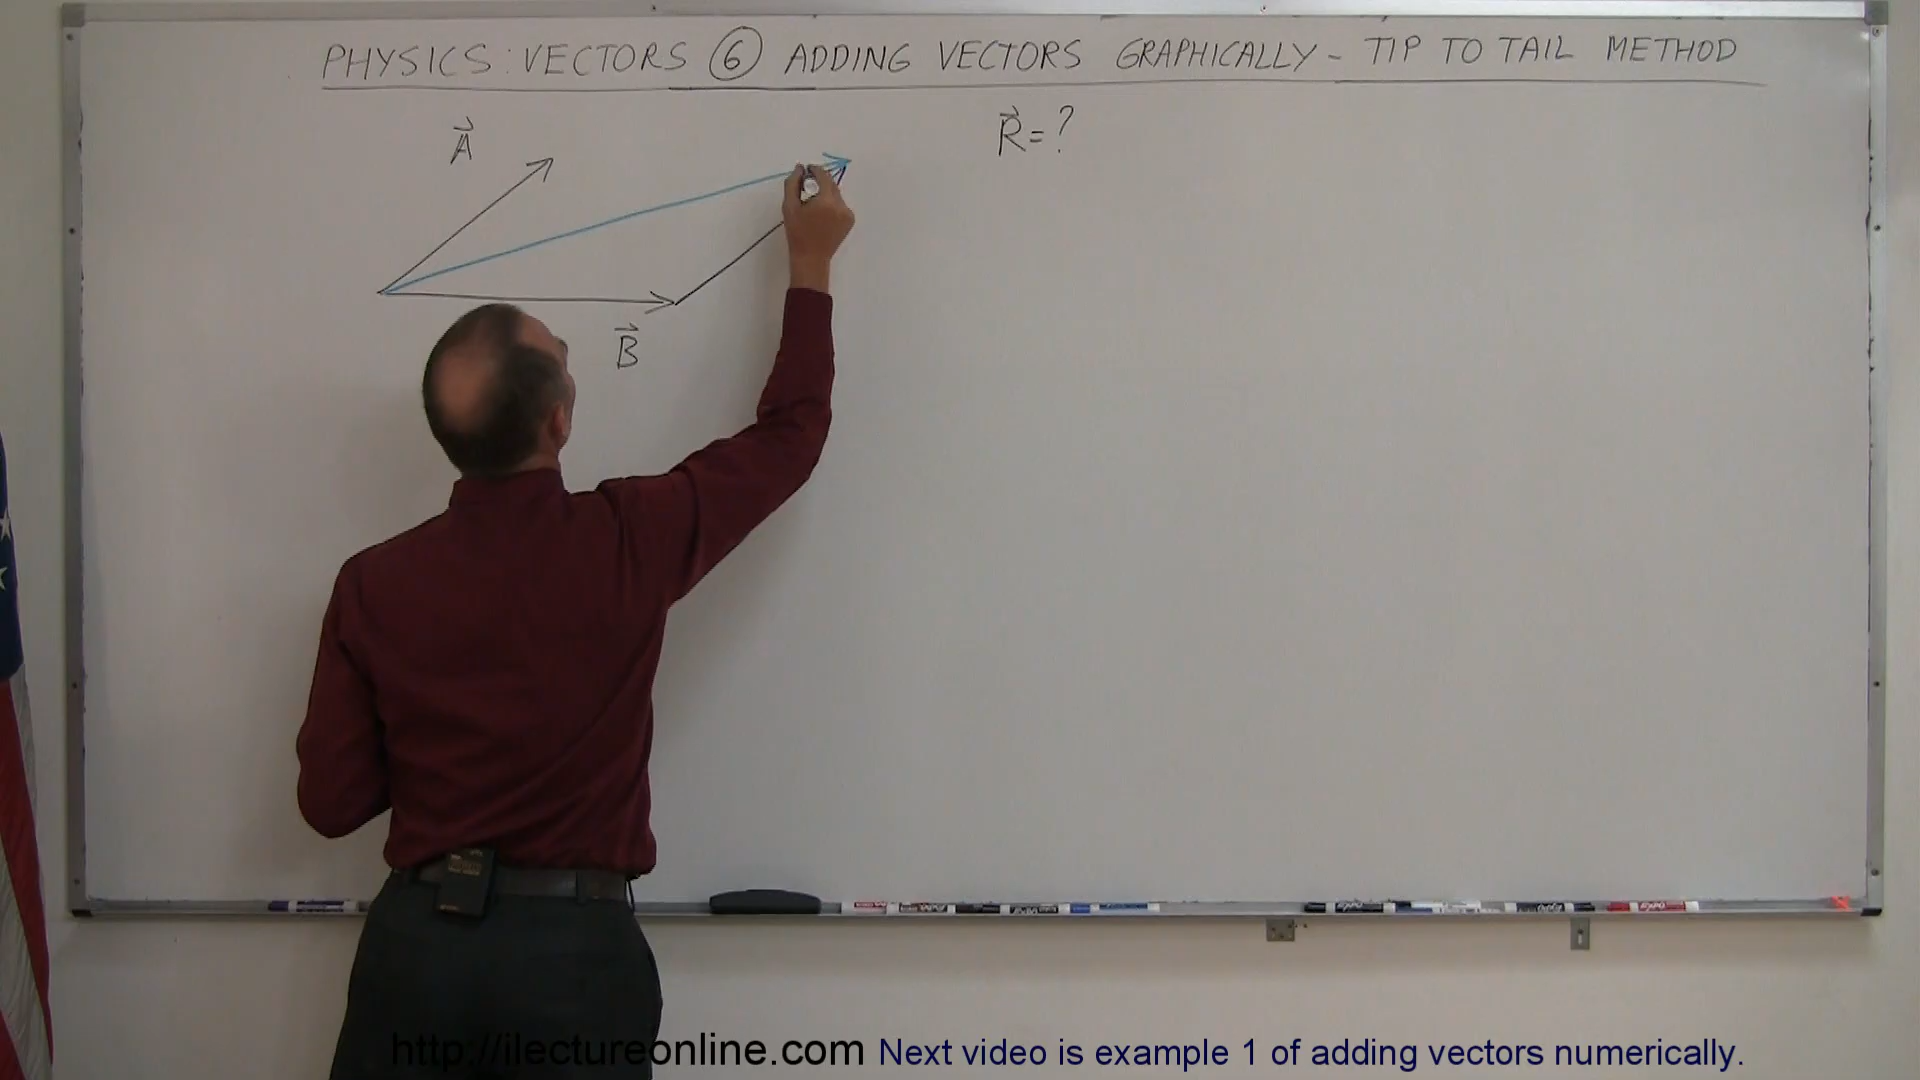 PHYSICS: VECTORS ⑥ ADDING VECTORS GRAPHICALLY - TIP TO TAIL METHOD
A⃗
R⃗ = ?
B⃗
http://ilectureonline.com Next video is example 1 of adding vectors numerically.